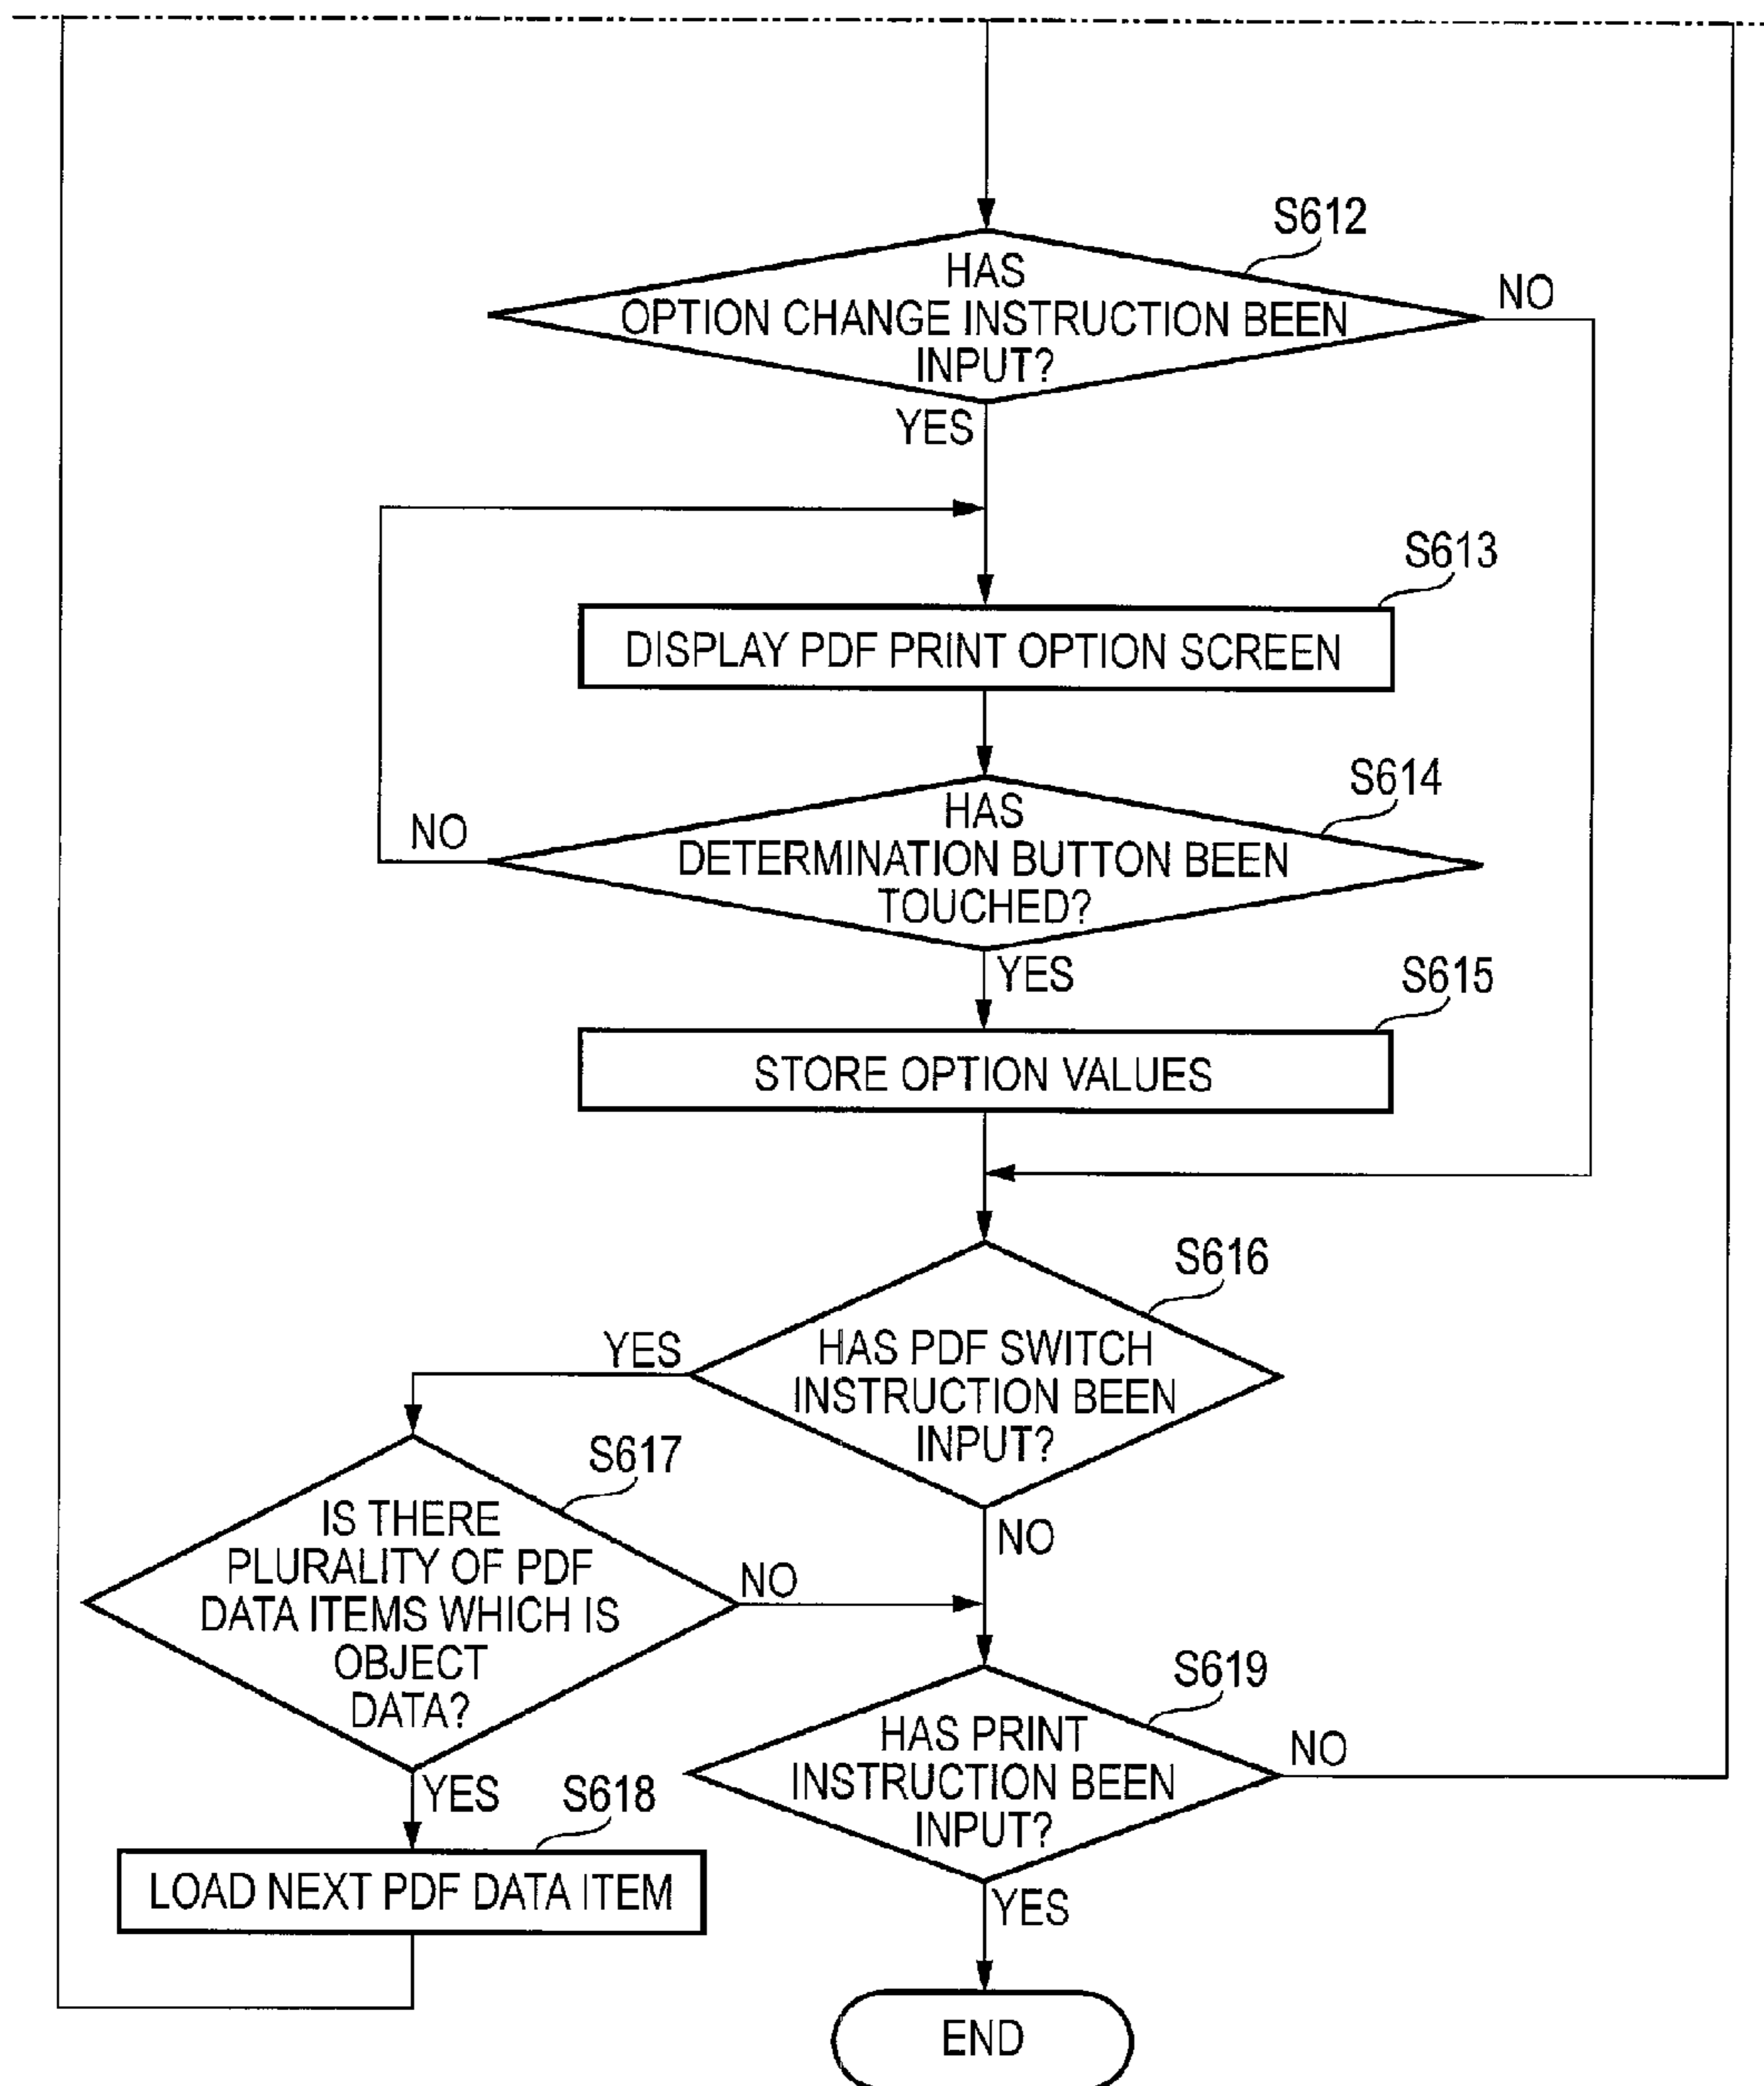 S612
HAS
OPTION CHANGE INSTRUCTION BEEN
INPUT?
NO
YES
S613
DISPLAY PDF PRINT OPTION SCREEN
S614
HAS
DETERMINATION BUTTON BEEN
TOUCHED?
NO
YES
S615
STORE OPTION VALUES
S616
HAS PDF SWITCH
INSTRUCTION BEEN
INPUT?
YES
NO
S617
IS THERE
PLURALITY OF PDF
DATA ITEMS WHICH IS
OBJECT
DATA?
NO
YES
S618
LOAD NEXT PDF DATA ITEM
S619
HAS PRINT
INSTRUCTION BEEN
INPUT?
NO
YES
END